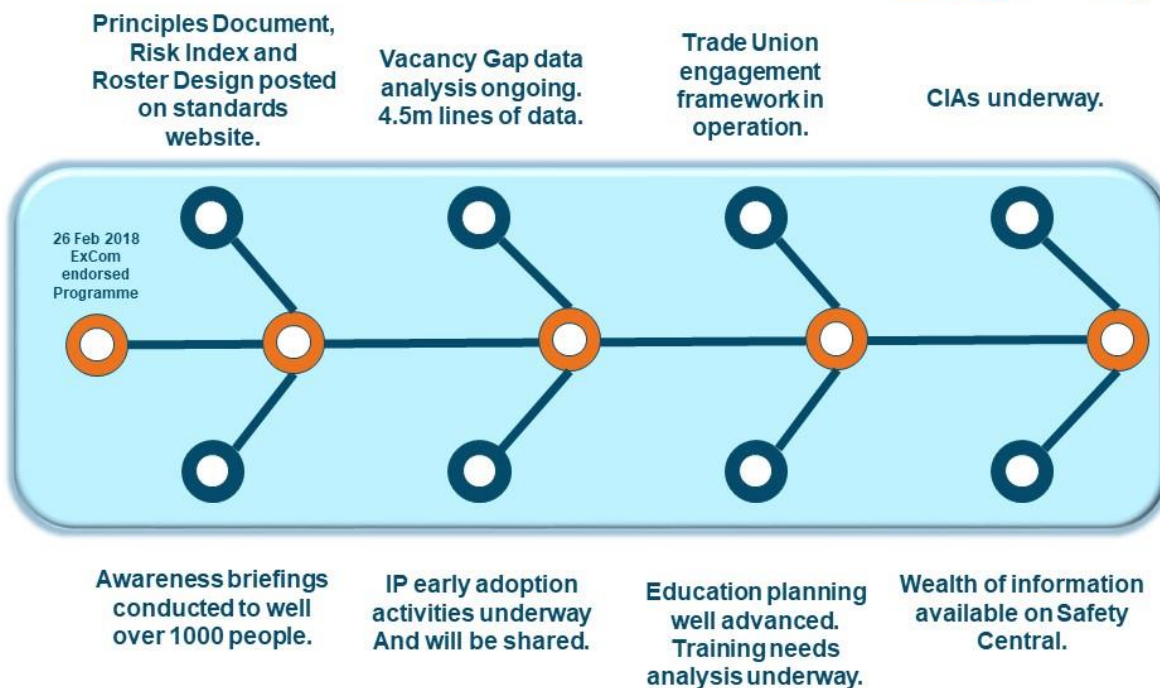 Principles Document,
Risk Index and
Roster Design posted
on standards
website.
Vacancy Gap data
analysis ongoing.
4.5m lines of data.
Trade Union
engagement
framework in
operation.
CIAs underway.
26 Feb 2018
ExCom
endorsed
Programme
Awareness briefings
conducted to well
over 1000 people.
IP early adoption
activities underway
And will be shared.
Education planning
well advanced.
Training needs
analysis underway.
Wealth of information
available on Safety
Central.